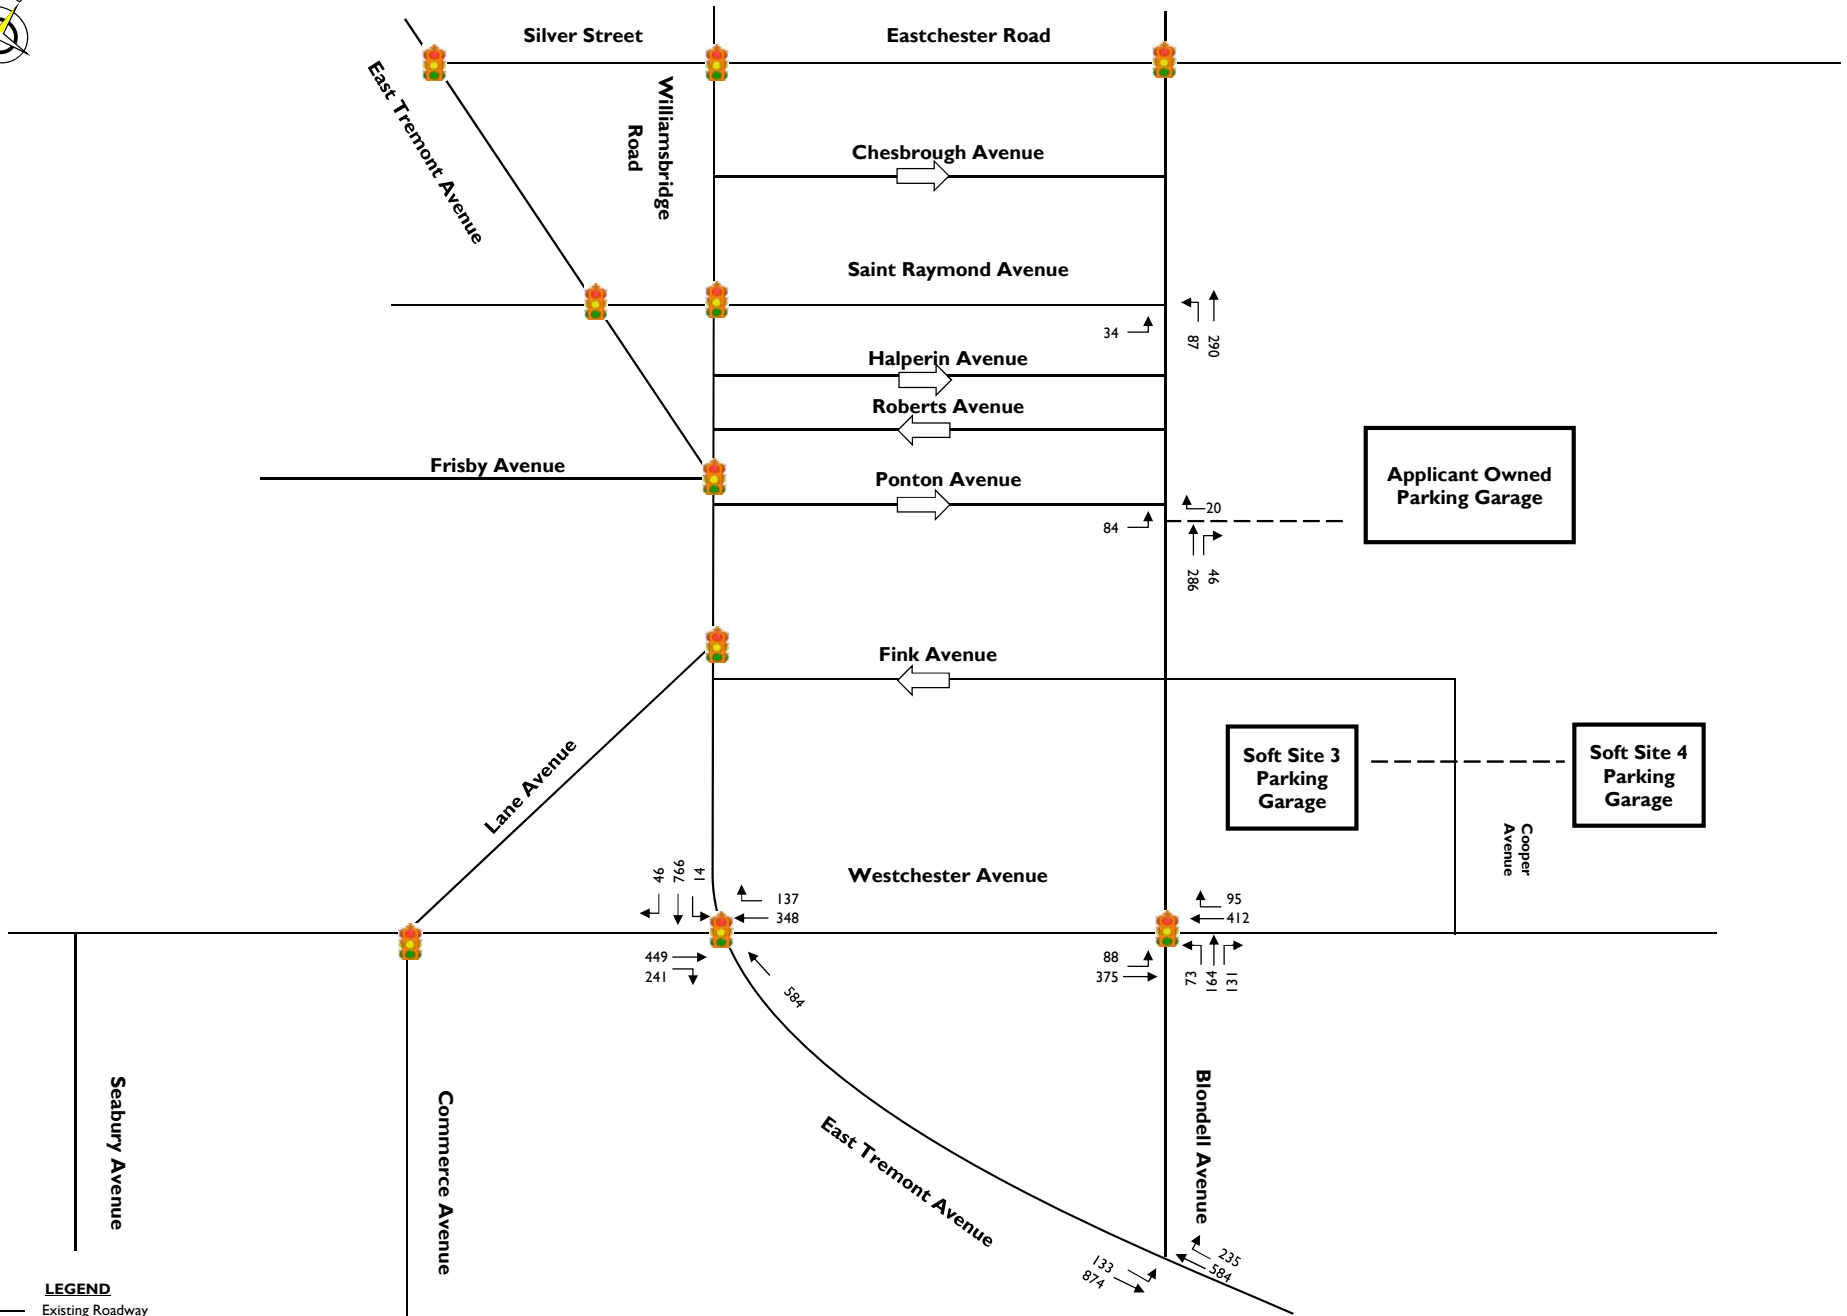 Silver Street
Eastchester Road
East Tremont Avenue
Williamsbridge
Road
Chesbrough Avenue
Saint Raymond Avenue
34
87
290
Halperin Avenue
Roberts Avenue
Frisby Avenue
Ponton Avenue
84
20
286
46
Applicant Owned
Parking Garage
Fink Avenue
Lane Avenue
Soft Site 3
Parking
Garage
Soft Site 4
Parking
Garage
Cooper
Avenue
Westchester Avenue
46
766
14
137
348
449
241
584
95
412
88
375
73
164
131
Seabury Avenue
Commerce Avenue
East Tremont Avenue
Blondell Avenue
133
874
235
584
LEGEND
Existing Roadway